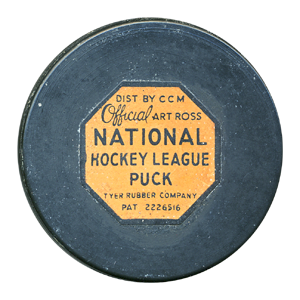 DIST BY CCM
Official ART ROSS
NATIONAL
HOCKEY LEAGUE
PUCK
TYER RUBBER COMPANY
PAT 2226516